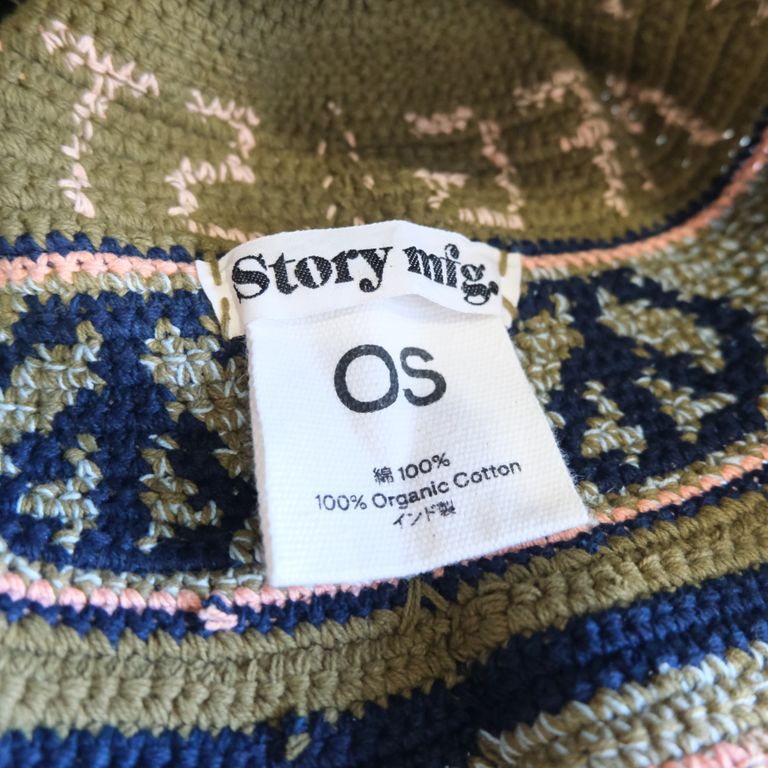 Story mfg.
OS
綿 100%
100% Organic Cotton
インド製